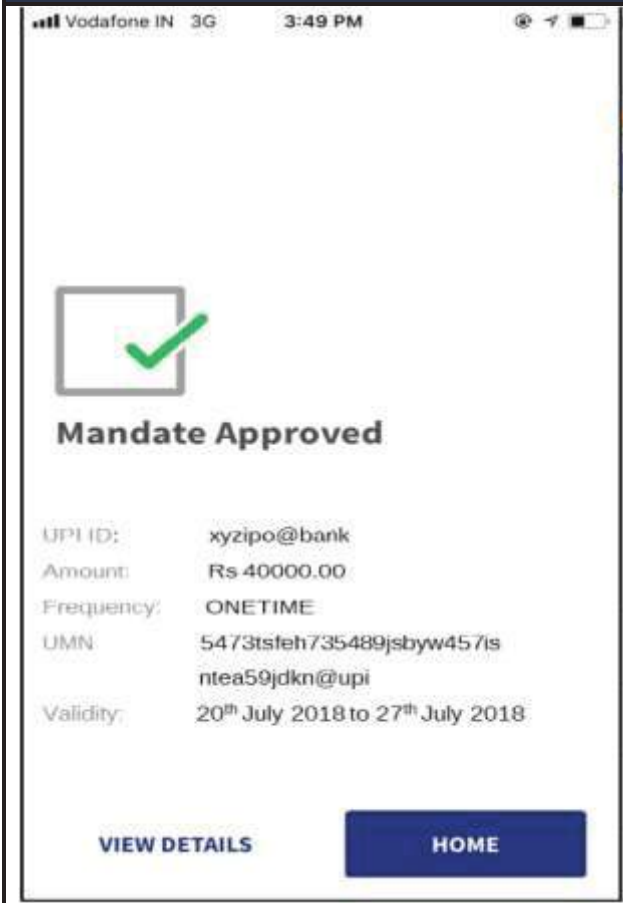 Vodafone IN 3G 3:49 PM
Mandate Approved
UPI ID: xyzipo@bank
Amount: Rs 40000.00
Frequency: ONETIME
UMN 5473tsfeh735489jsbyw457is
ntea59jdkn@upi
Validity: 20th July 2018 to 27th July 2018
VIEW DETAILS HOME